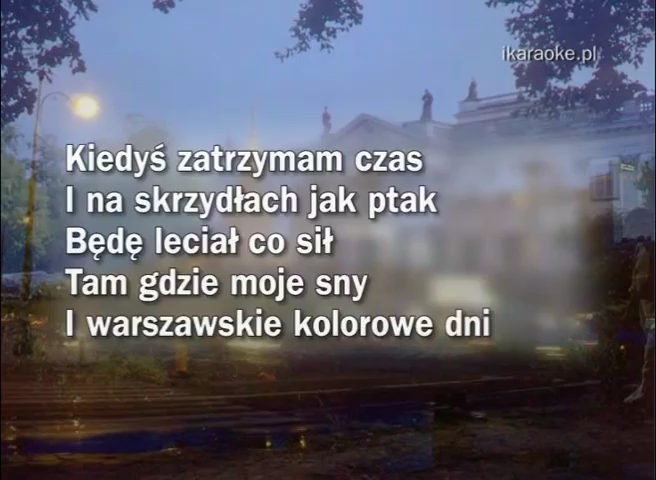 ikaraoke.pl
Kiedyś zatrzymam czas
I na skrzydłach jak ptak
Będę leciał co sił
Tam gdzie moje sny
I warszawskie kolorowe dni